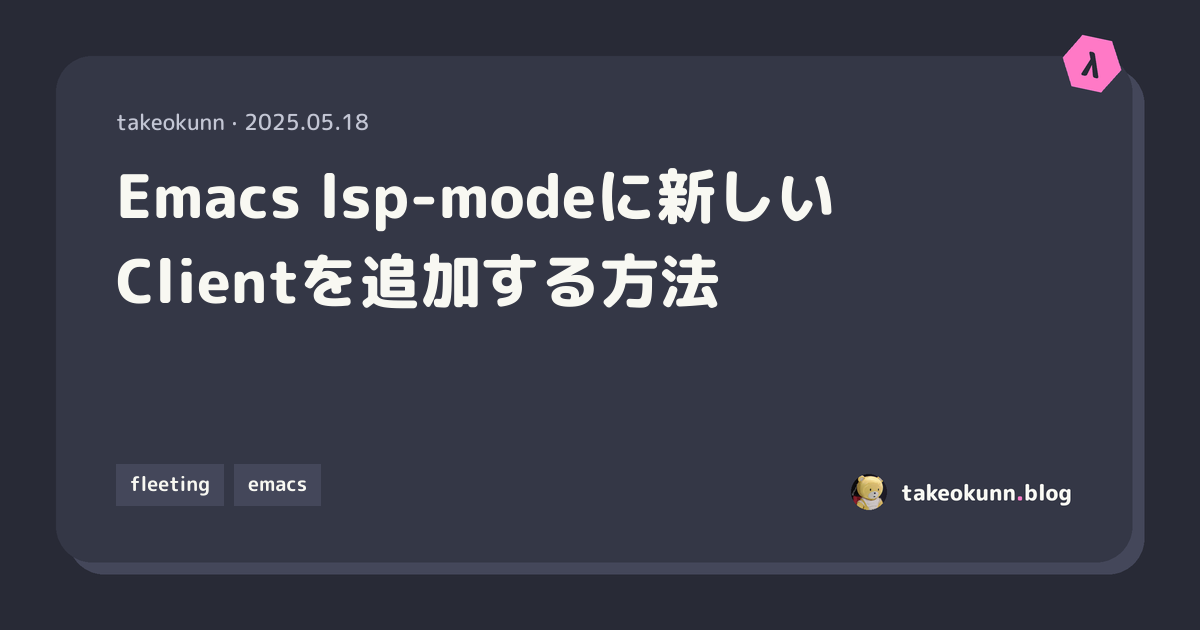 λ
takeokunn · 2025.05.18
Emacs lsp-modeに新しい
Clientを追加する方法
fleeting
emacs
takeokunn.blog